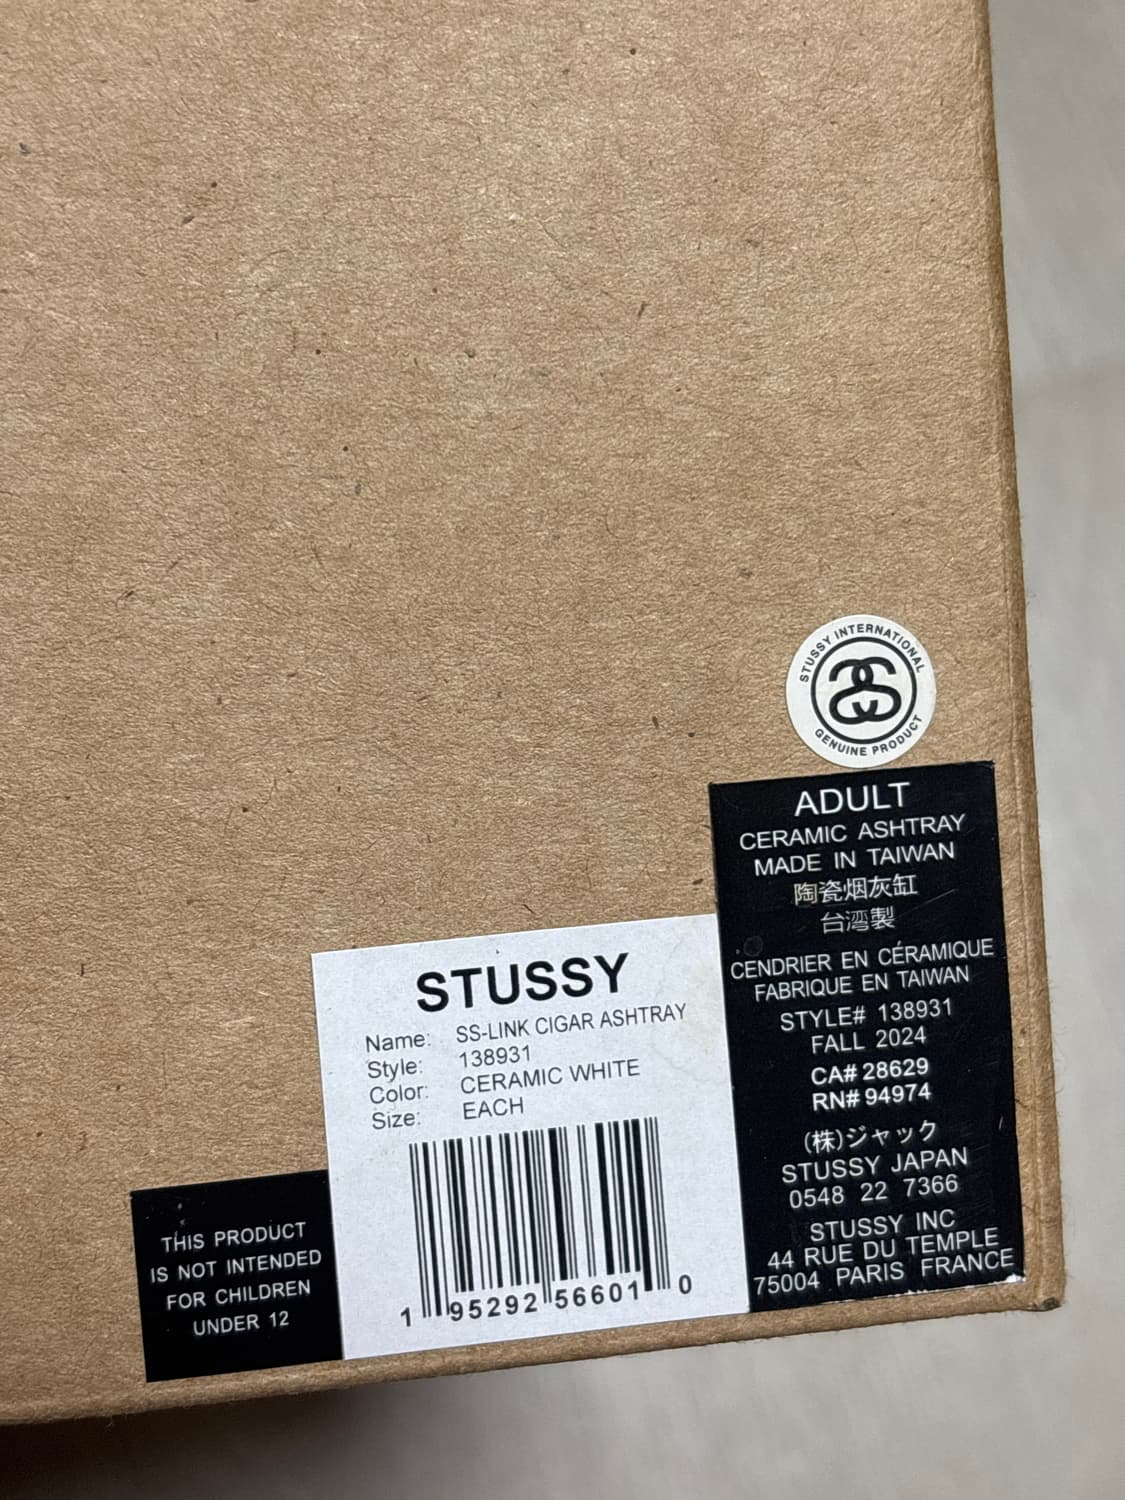 STUSSY INTERNATIONAL
GENUINE PRODUCT
ADULT
CERAMIC ASHTRAY
MADE IN TAIWAN
陶瓷烟灰缸
台湾製
CENDRIER EN CÉRAMIQUE
FABRIQUE EN TAIWAN
STYLE# 138931
FALL 2024
CA# 28629
RN# 94974
(株)ジャック
STUSSY JAPAN
0548 22 7366
STUSSY INC
44 RUE DU TEMPLE
75004 PARIS FRANCE
STUSSY
Name: SS-LINK CIGAR ASHTRAY
Style: 138931
Color: CERAMIC WHITE
Size: EACH
1 95292 56601 0
THIS PRODUCT
IS NOT INTENDED
FOR CHILDREN
UNDER 12